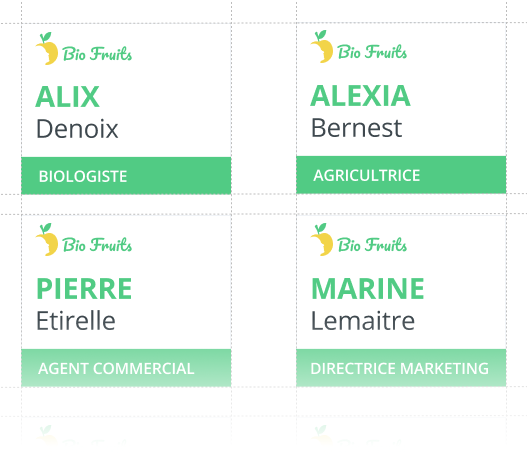 Bio Fruits
ALIX
Denoix
BIOLOGISTE
Bio Fruits
ALEXIA
Bernest
AGRICULTRICE
Bio Fruits
PIERRE
Etirelle
AGENT COMMERCIAL
Bio Fruits
MARINE
Lemaitre
DIRECTRICE MARKETING